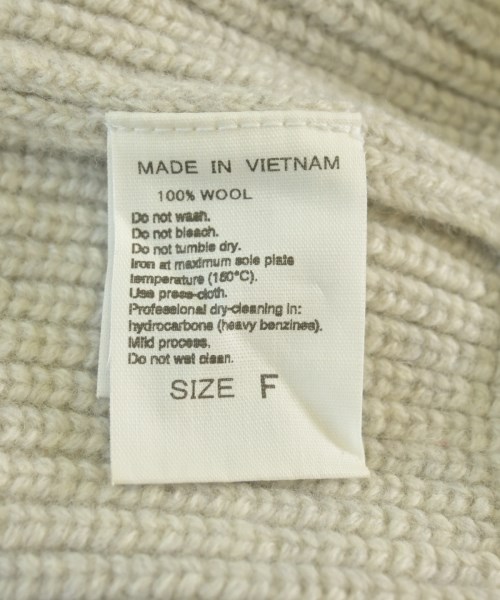 MADE IN VIETNAM
100% WOOL
Do not wash.
Do not bleach.
Do not tumble dry.
Iron at maximum sole plate
temperature (150°C).
Use press-cloth.
Professional dry-cleaning in:
hydrocarbons (heavy benzines).
Mild process.
Do not wet clean.
SIZE F